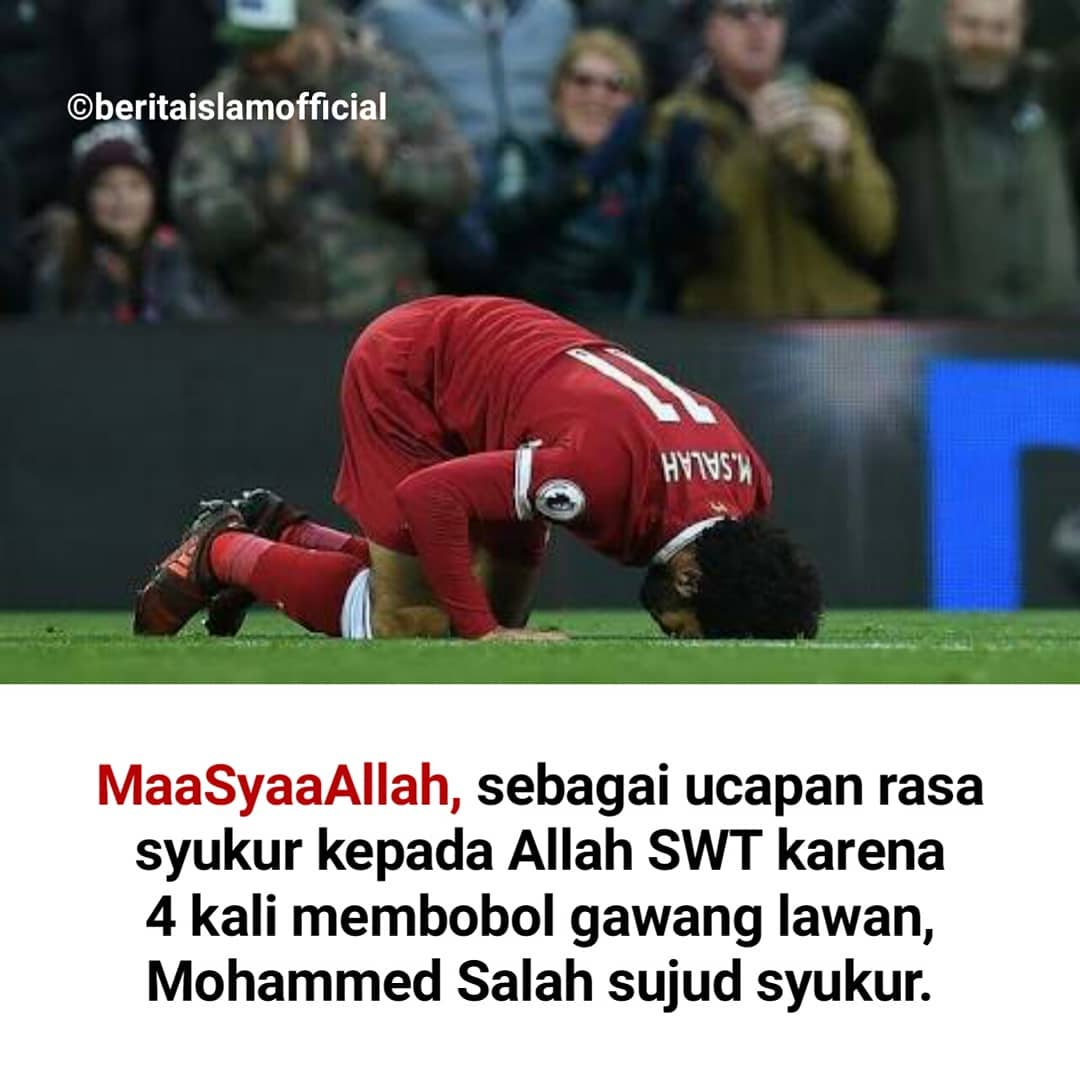 ©beritaislamofficial
11
M.SALAH
MaaSyaaAllah, sebagai ucapan rasa
syukur kepada Allah SWT karena
4 kali membobol gawang lawan,
Mohammed Salah sujud syukur.